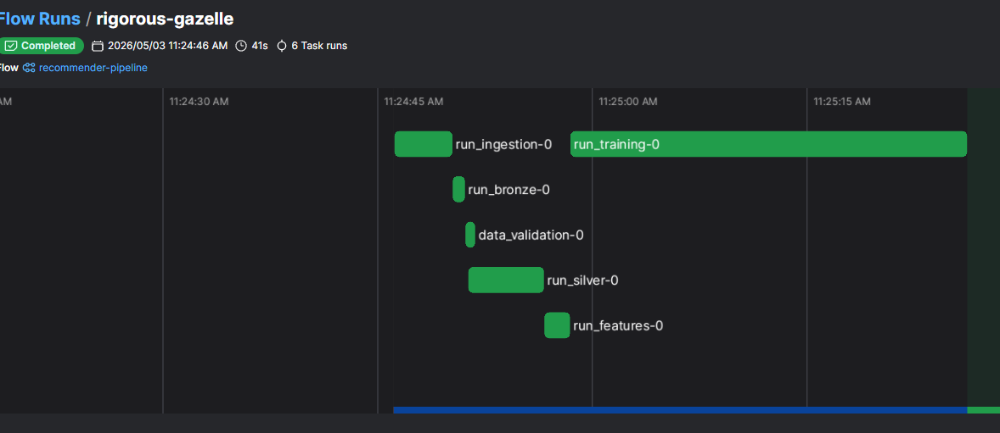 Flow Runs / rigorous-gazelle
Completed 2026/05/03 11:24:46 AM 41s 6 Task runs
Flow recommender-pipeline
AM 11:24:30 AM 11:24:45 AM 11:25:00 AM 11:25:15 AM
run_ingestion-0 run_training-0
run_bronze-0
data_validation-0
run_silver-0
run_features-0